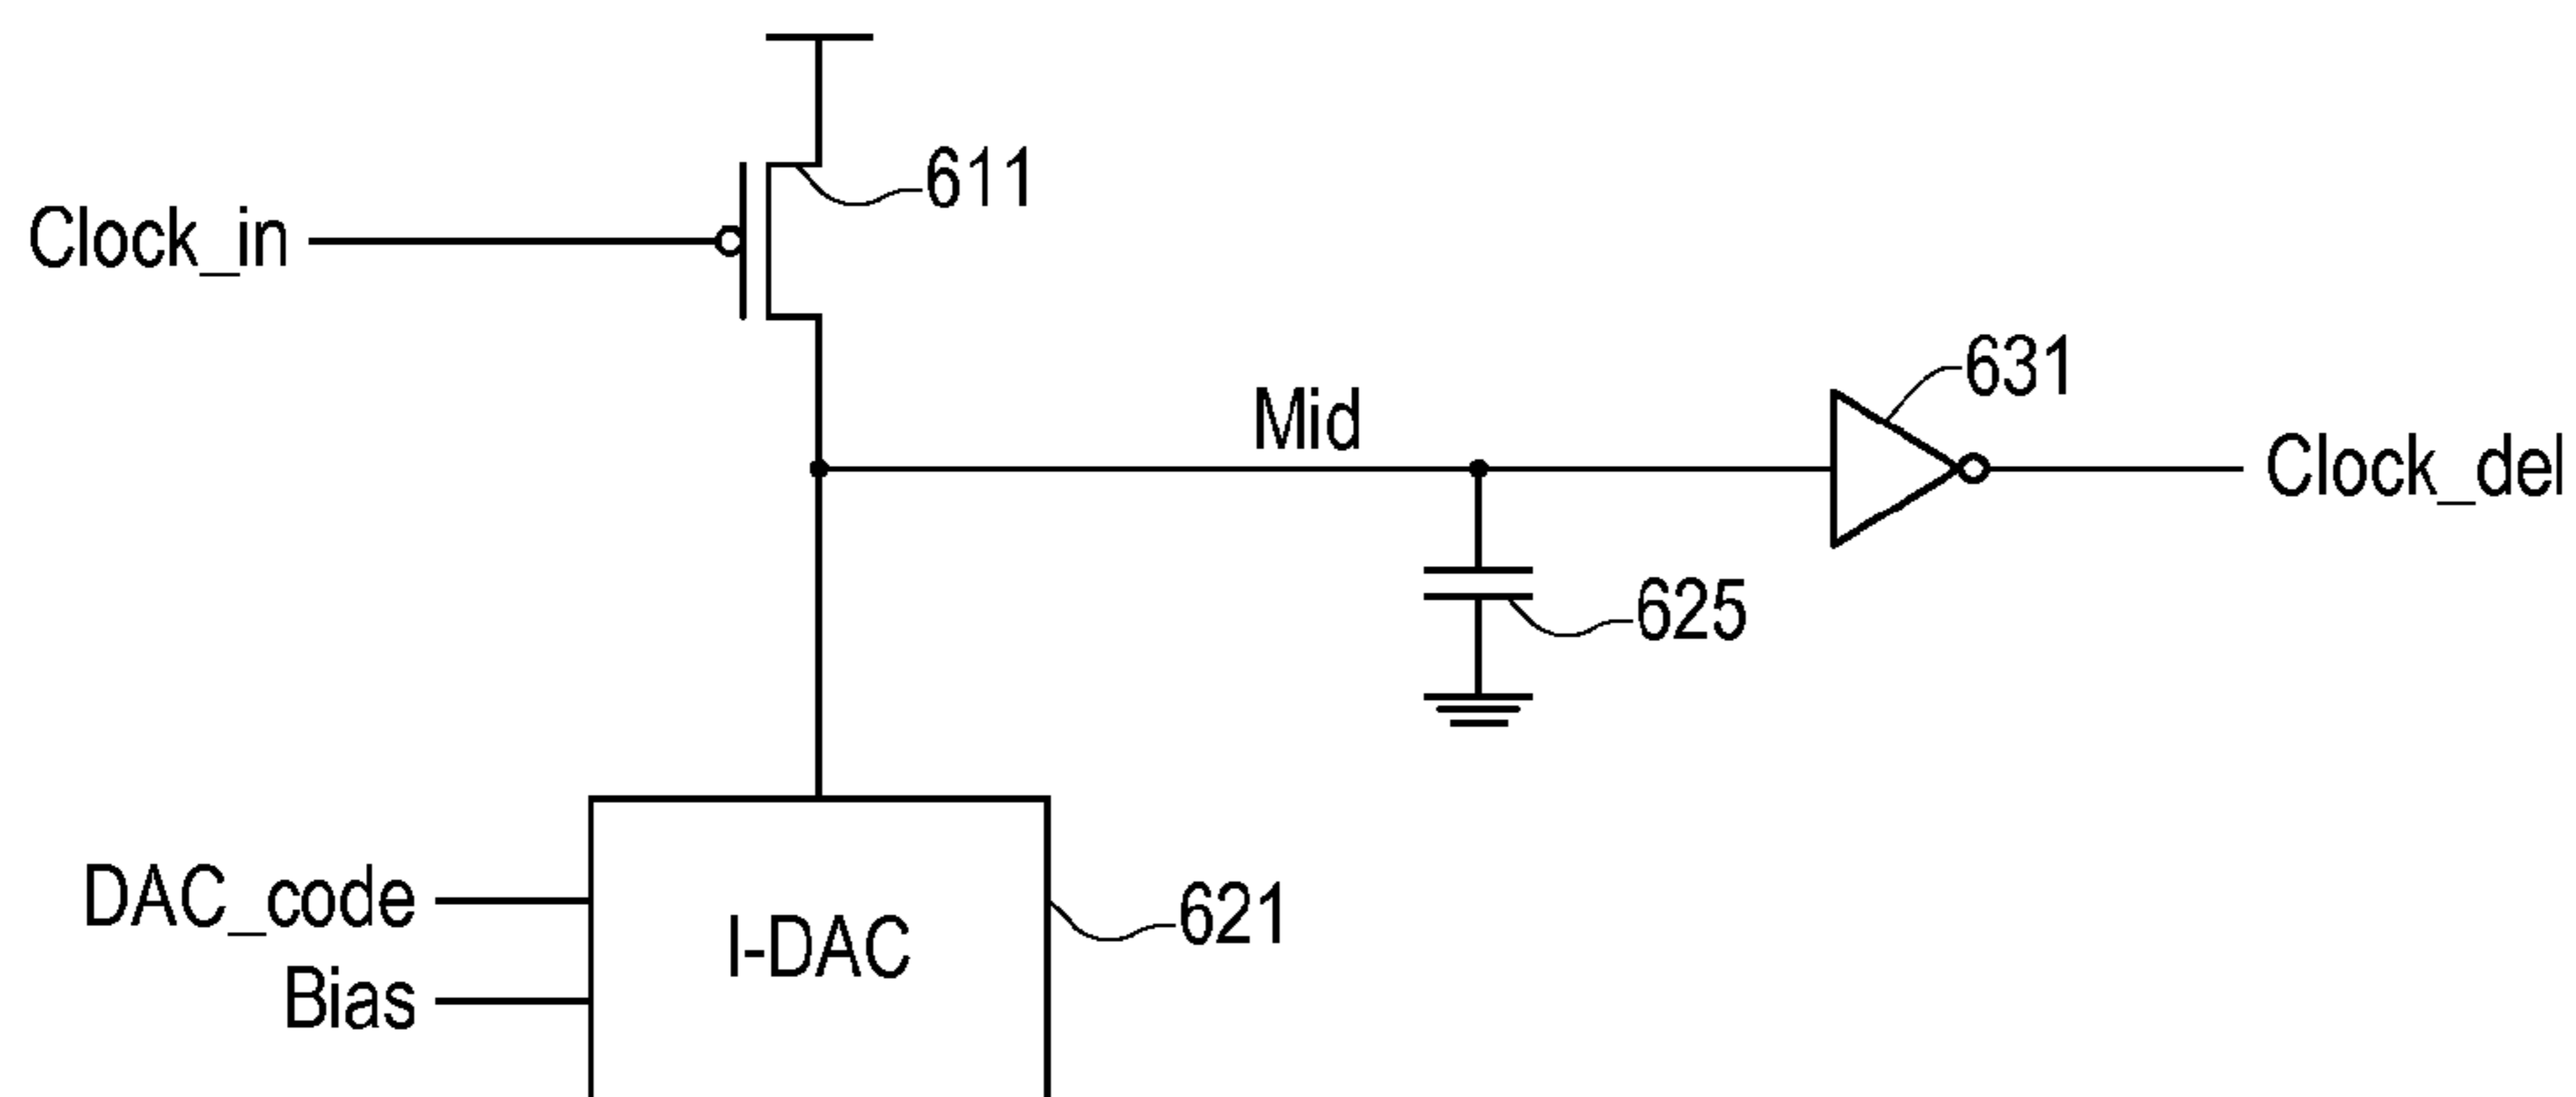 611
Clock_in
631
Mid
Clock_del
625
DAC_code
621
I-DAC
Bias